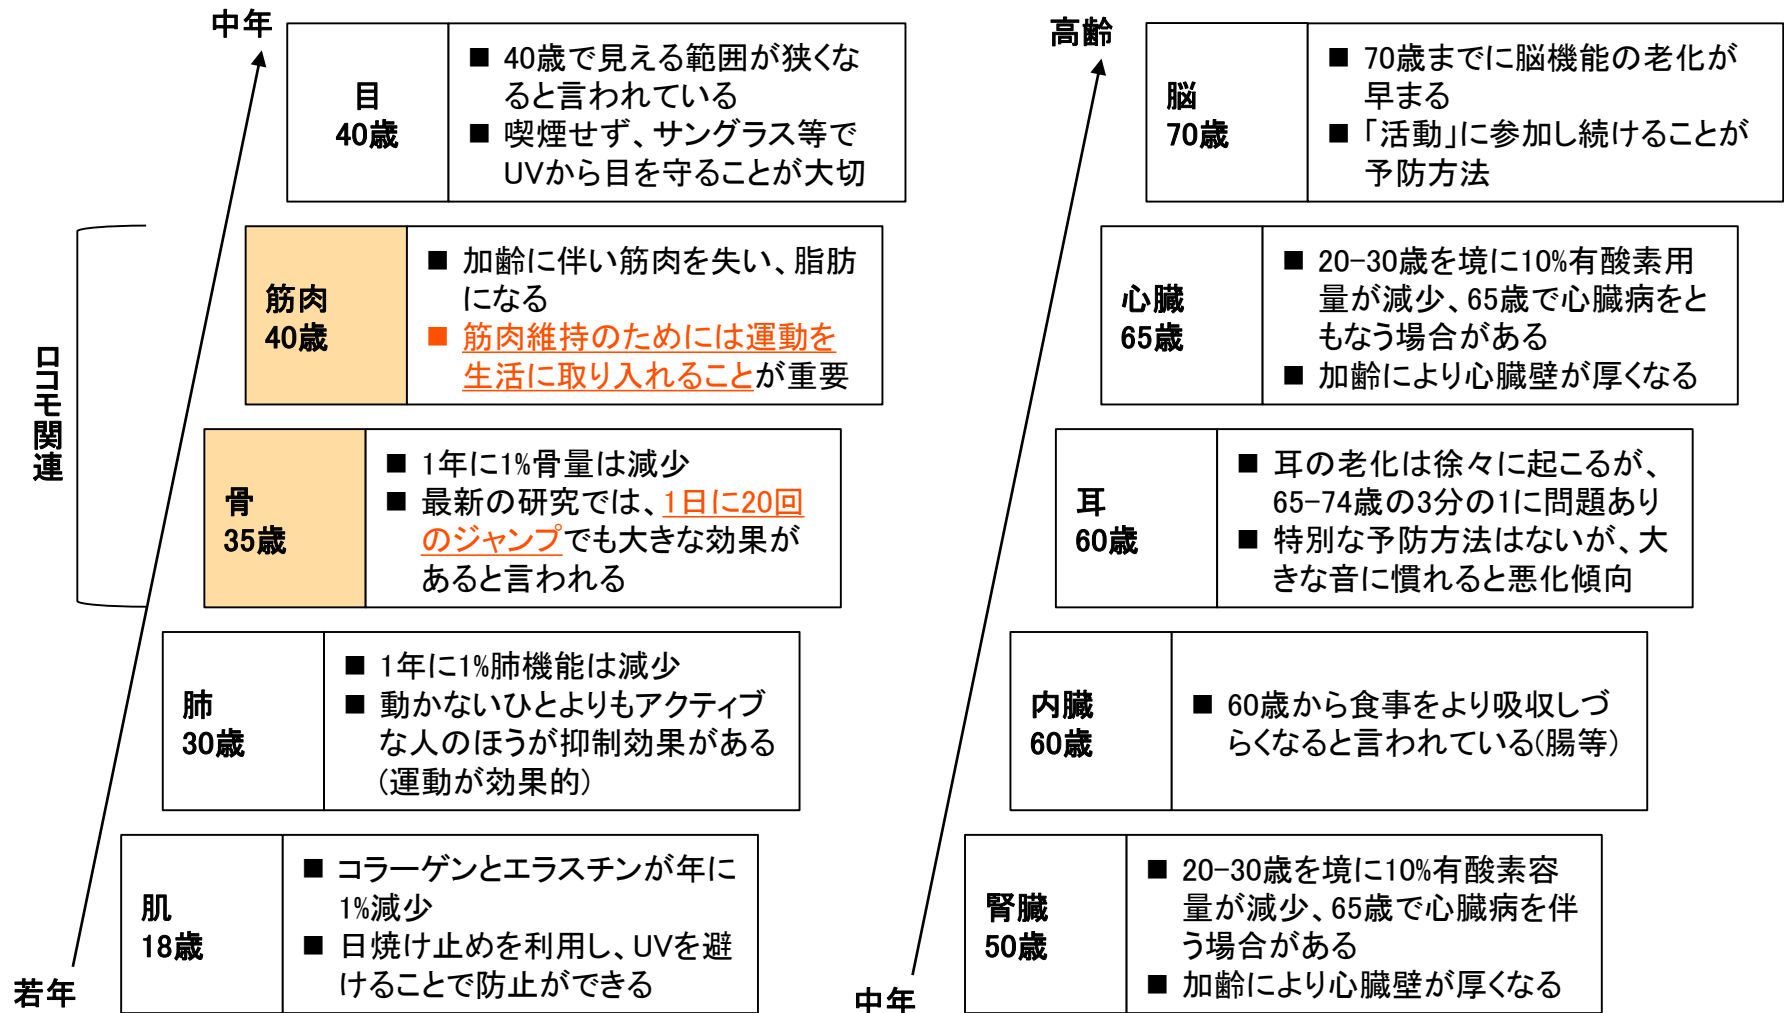 中年
目
40歳
■ 40歳で見える範囲が狭くな
ると言われている
■ 喫煙せず、サングラス等で
UVから目を守ることが大切
ロコモ関連
筋肉
40歳
■ 加齢に伴い筋肉を失い、脂肪
になる
■ 筋肉維持のためには運動を
生活に取り入れることが重要
骨
35歳
■ 1年に1%骨量は減少
■ 最新の研究では、1日に20回
のジャンプでも大きな効果が
あると言われる
肺
30歳
■ 1年に1%肺機能は減少
■ 動かないひとよりもアクティブ
な人のほうが抑制効果がある
(運動が効果的)
肌
18歳
■ コラーゲンとエラスチンが年に
1%減少
■ 日焼け止めを利用し、UVを避
けることで防止ができる
若年
高齢
脳
70歳
■ 70歳までに脳機能の老化が
早まる
■ 「活動」に参加し続けることが
予防方法
心臓
65歳
■ 20-30歳を境に10%有酸素用
量が減少、65歳で心臓病をと
もなう場合がある
■ 加齢により心臓壁が厚くなる
耳
60歳
■ 耳の老化は徐々に起こるが、
65-74歳の3分の1に問題あり
■ 特別な予防方法はないが、大
きな音に慣れると悪化傾向
内臓
60歳
■ 60歳から食事をより吸収しづ
らくなると言われている(腸等)
腎臓
50歳
■ 20-30歳を境に10%有酸素容
量が減少、65歳で心臓病を伴
う場合がある
■ 加齢により心臓壁が厚くなる
中年